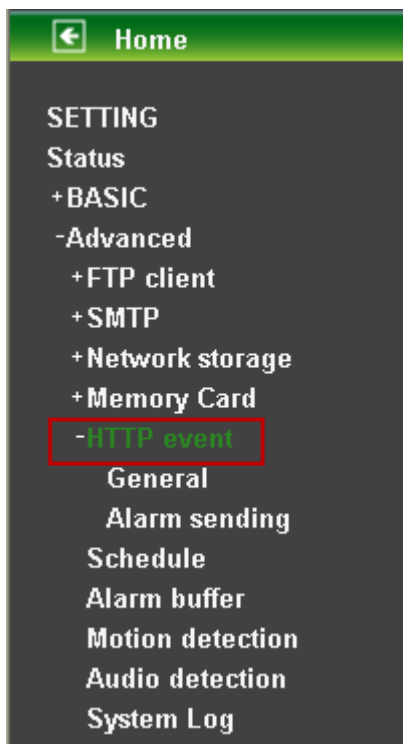 Home
SETTING
Status
+BASIC
-Advanced
+FTP client
+SMTP
+Network storage
+Memory Card
-HTTP event
General
Alarm sending
Schedule
Alarm buffer
Motion detection
Audio detection
System Log